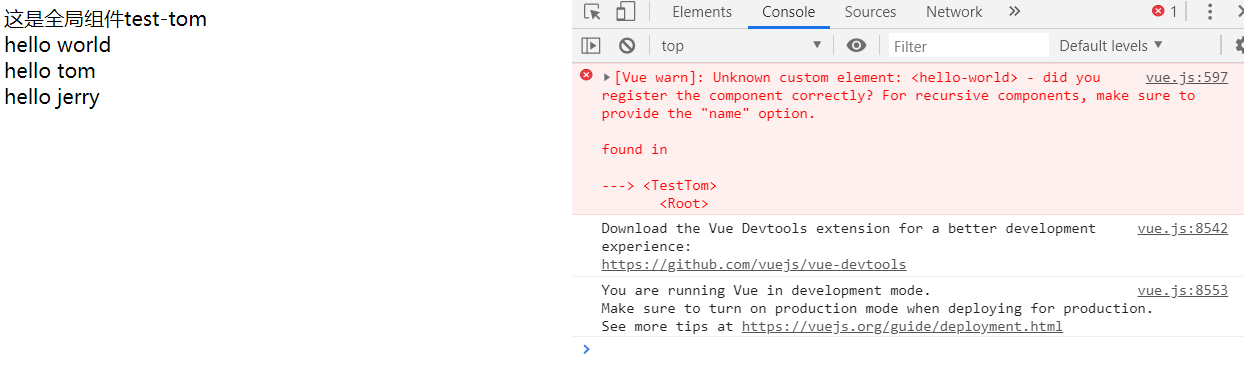 这是全局组件test-tom
hello world
hello tom
hello jerry
Elements Console Sources Network » 1
top Filter Default levels
[Vue warn]: Unknown custom element: <hello-world> - did you vue.js:597
register the component correctly? For recursive components, make sure to
provide the "name" option.
found in
---> <TestTom>
<Root>
Download the Vue Devtools extension for a better development vue.js:8542
experience:
https://github.com/vuejs/vue-devtools
You are running Vue in development mode. vue.js:8553
Make sure to turn on production mode when deploying for production.
See more tips at https://vuejs.org/guide/deployment.html